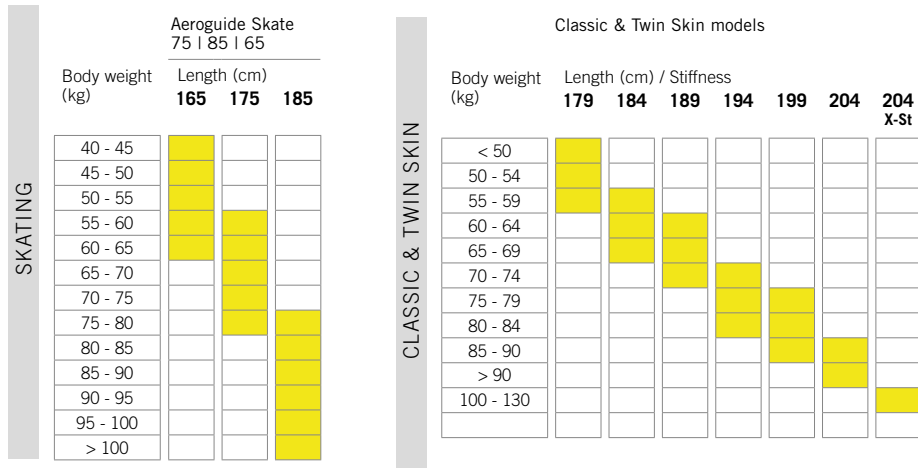 SKATING
Aeroguide Skate
75 | 85 | 65
Body weight
(kg)
Length (cm)
165 175 185
40 - 45
45 - 50
50 - 55
55 - 60
60 - 65
65 - 70
70 - 75
75 - 80
80 - 85
85 - 90
90 - 95
95 - 100
> 100
CLASSIC & TWIN SKIN
Classic & Twin Skin models
Body weight
(kg)
Length (cm) / Stiffness
179 184 189 194 199 204 204
X-St
< 50
50 - 54
55 - 59
60 - 64
65 - 69
70 - 74
75 - 79
80 - 84
85 - 90
> 90
100 - 130